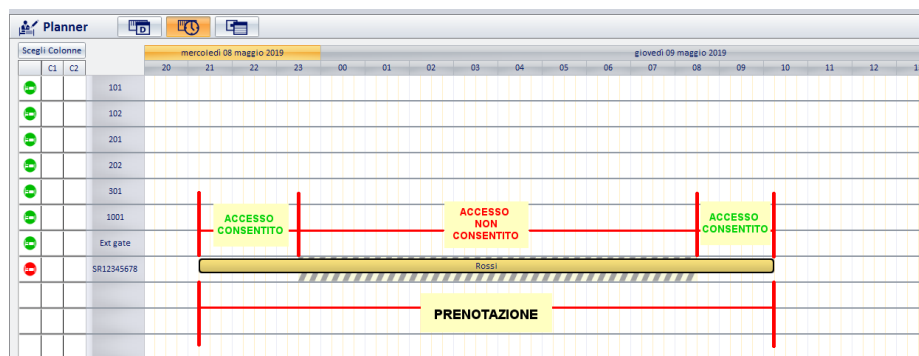 Planner
D
Scegli Colonne
mercoledì 08 maggio 2019
giovedì 09 maggio 2019
C1 C2
20 21 22 23 00 01 02 03 04 05 06 07 08 09 10 11 12
101
102
201
202
301
1001
ACCESSO
CONSENTITO
ACCESSO
NON
CONSENTITO
ACCESSO
CONSENTITO
Ext gate
SR12345678
Rossi
PRENOTAZIONE